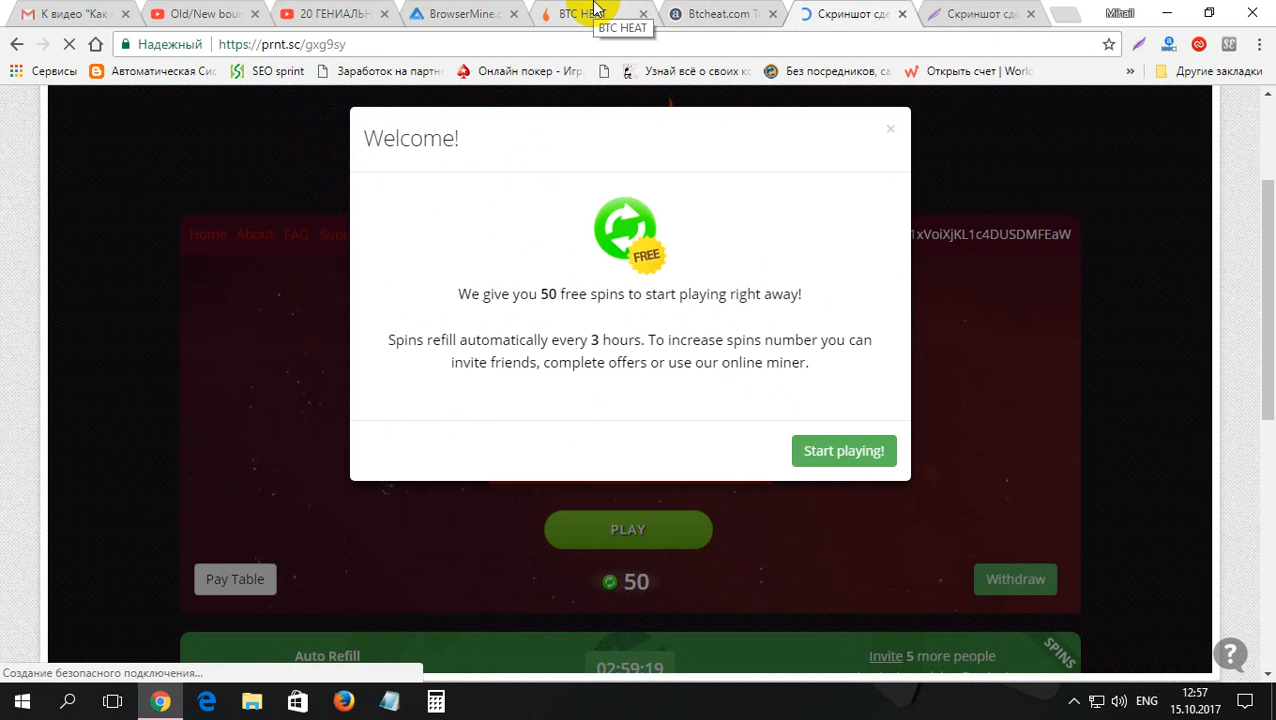 К видео "Как
Old/New boun
20 ГЕНИАЛЬН
BrowserMine.c
BTC HEAT
Btcheat.com T
Скриншот сде
Скриншот сде
Mihail
BTC HEAT
Надежный
https://prnt.sc/gxg9sy
Сервисы
Автоматическая Сис
SEO sprint
Заработок на партне
Онлайн покер - Игр
Узнай всё о своих ко
Без посредников, са
Открыть счет | Worl
»
Другие закладки
Welcome!
×
FREE
Home About FAQ
1xVoiXjKL1c4DUSDMFEaW
We give you 50 free spins to start playing right away!
Spins refill automatically every 3 hours. To increase spins number you can
invite friends, complete offers or use our online miner.
Start playing!
PLAY
Pay Table
50
Withdraw
Auto Refill
02:59:19
Invite 5 more people
SPINS
?
Создание безопасного подключения...
ENG
12:57
15.10.2017